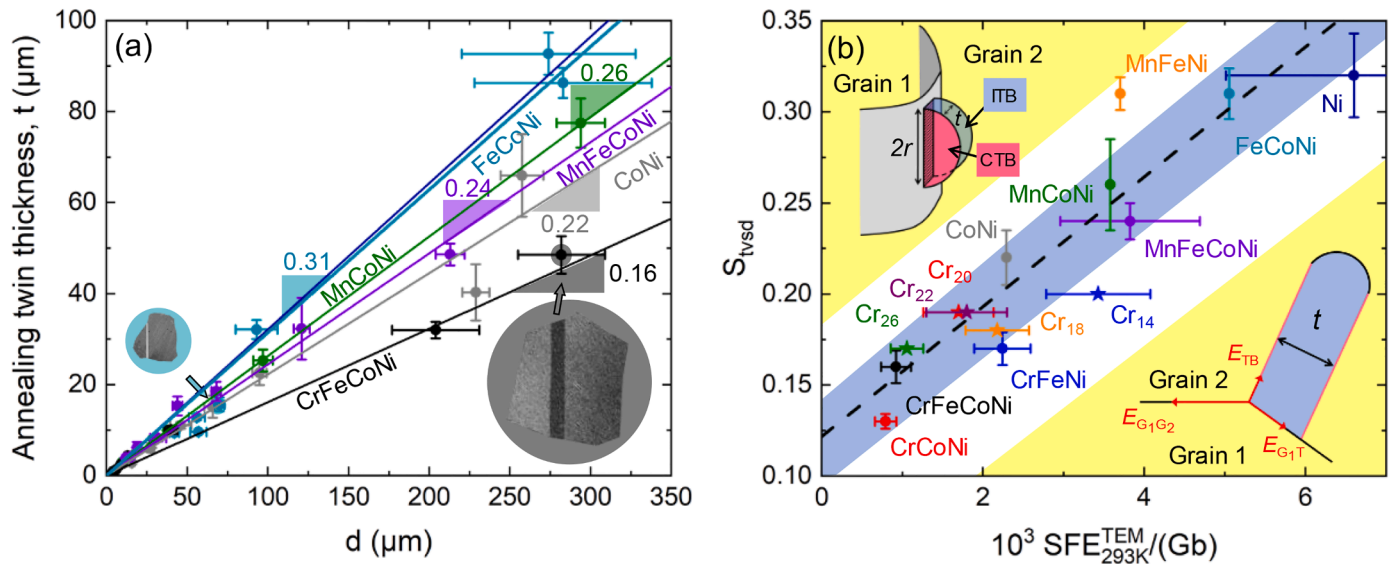 (a)
Annealing twin thickness, t (µm)
100
80
60
40
20
0
0.26
FeCoNi
MnFeCoNi
0.24
CoNi
0.22
0.31
MnCoNi
0.16
CrFeCoNi
0
50
100
150
200
250
300
350
d (µm)
(b)
S_tvsd
0.35
0.30
0.25
0.20
0.15
0.10
Grain 2
Grain 1
MnFeNi
ITB
t
Ni
2r
CTB
FeCoNi
MnCoNi
CoNi
MnFeCoNi
Cr20
Cr22
Cr26
Cr18
Cr14
t
CrFeNi
E_TB
Grain 2
CrFeCoNi
E_G1G2
E_G1T
CrCoNi
Grain 1
0
2
4
6
10^3 SFE^TEM_293K/(Gb)